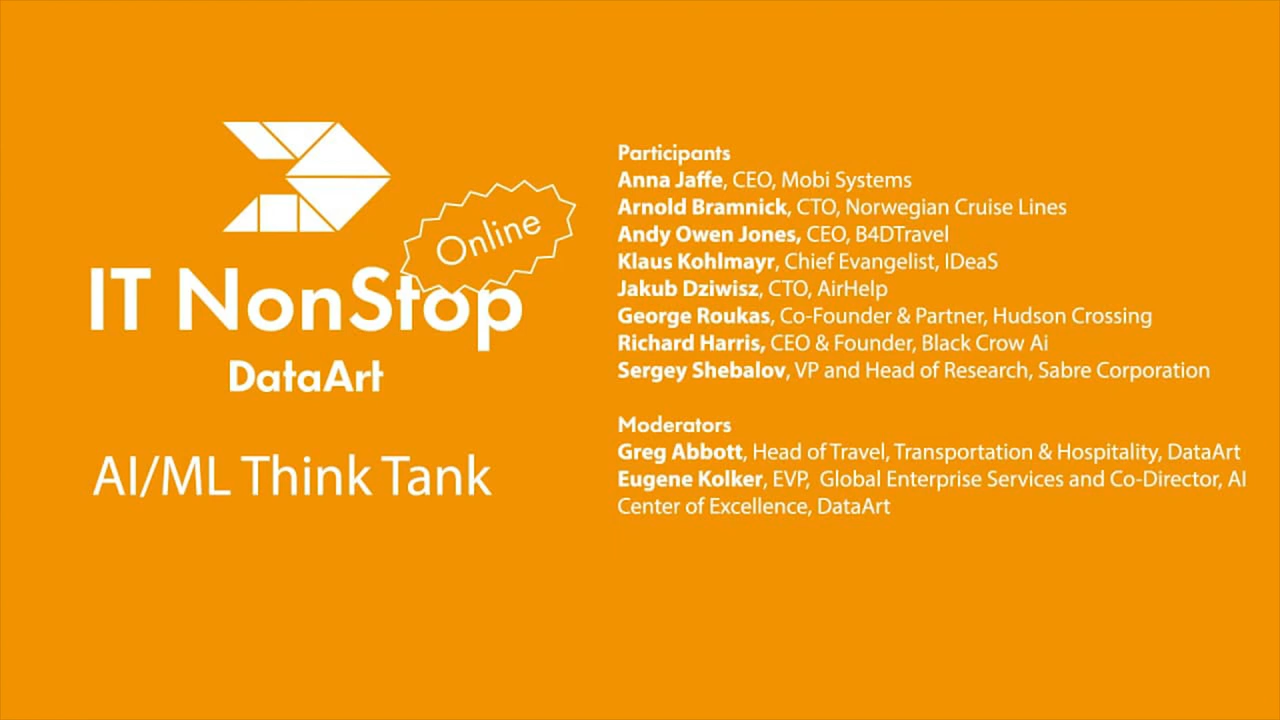 Online
IT NonStop
DataArt
AI/ML Think Tank
Participants
Anna Jaffe, CEO, Mobi Systems
Arnold Bramnick, CTO, Norwegian Cruise Lines
Andy Owen Jones, CEO, B4DTravel
Klaus Kohlmayr, Chief Evangelist, IDeaS
Jakub Dziwisz, CTO, AirHelp
George Roukas, Co-Founder & Partner, Hudson Crossing
Richard Harris, CEO & Founder, Black Crow Ai
Sergey Shebalov, VP and Head of Research, Sabre Corporation
Moderators
Greg Abbott, Head of Travel, Transportation & Hospitality, DataArt
Eugene Kolker, EVP, Global Enterprise Services and Co-Director, AI
Center of Excellence, DataArt